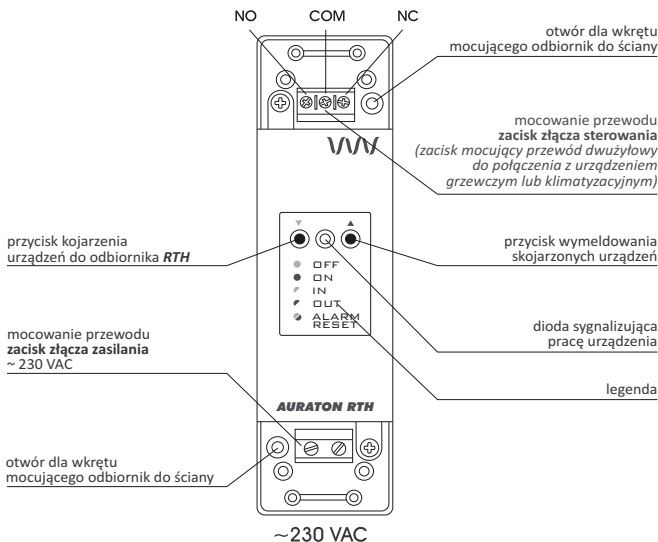 NO COM NC
otwór dla wkrętu
mocującego odbiornik do ściany
mocowanie przewodu
zacisk złącza sterowania
(zacisk mocujący przewód dwużyłowy
do połączenia z urządzeniem
grzewczym lub klimatyzacyjnym)
przycisk kojarzenia
urządzeń do odbiornika RTH
przycisk wymeldowania
skojarzonych urządzeń
OFF
ON
IN
OUT
ALARM
RESET
mocowanie przewodu
zacisk złącza zasilania
~ 230 VAC
dioda sygnalizująca
pracę urządzenia
legenda
AURATON RTH
otwór dla wkrętu
mocującego odbiornik do ściany
~230 VAC